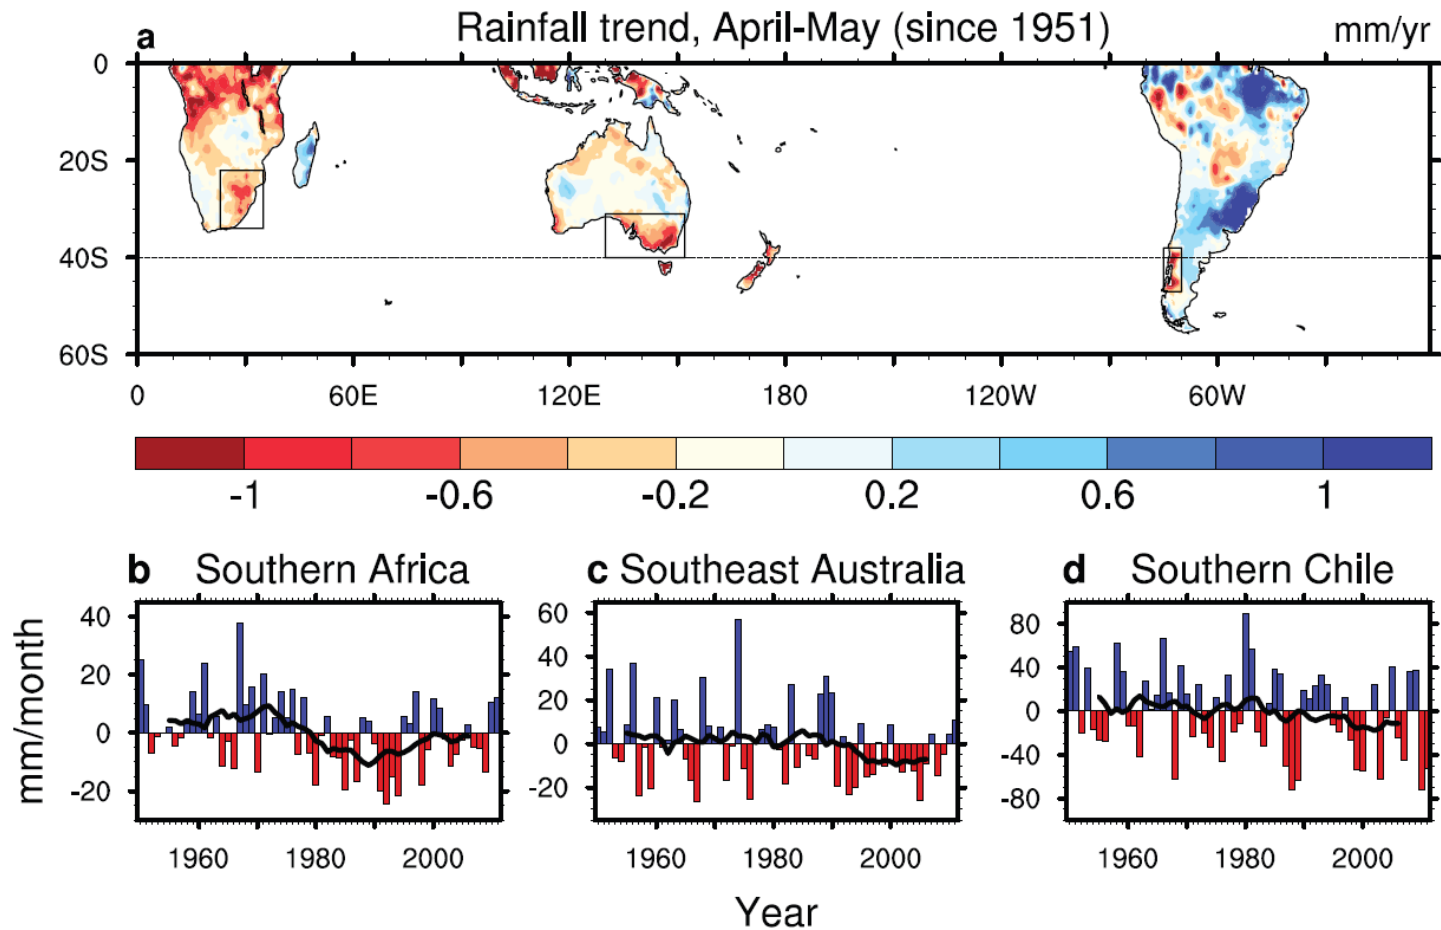 a Rainfall trend, April-May (since 1951) mm/yr
0
20S
40S
60S
0 60E 120E 180 120W 60W
-1 -0.6 -0.2 0.2 0.6 1
b Southern Africa
c Southeast Australia
d Southern Chile
mm/month
40
20
0
-20
1960 1980 2000
60
40
20
0
-20
1960 1980 2000
80
40
0
-40
-80
1960 1980 2000
Year